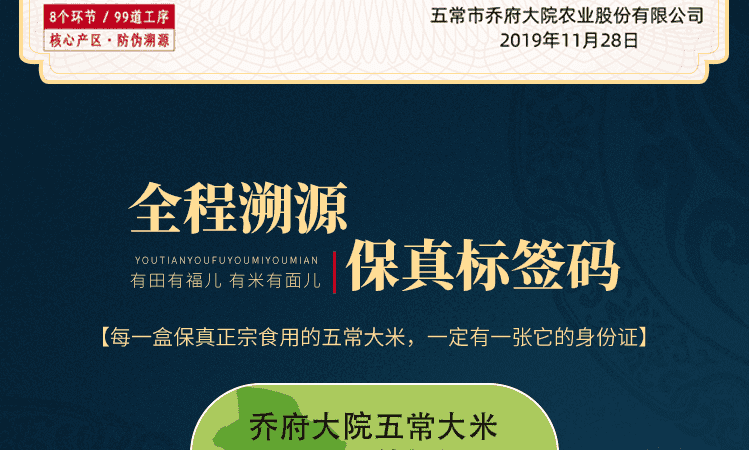 8个环节 / 99道工序
核心产区·防伪溯源
五常市乔府大院农业股份有限公司
2019年11月28日
全程溯源
YOUTIANYOUFUYOUMIYOUMIAN
有田有福儿 有米有面儿
保真标签码
【每一盒保真正宗食用的五常大米，一定有一张它的身份证】
乔府大院五常大米